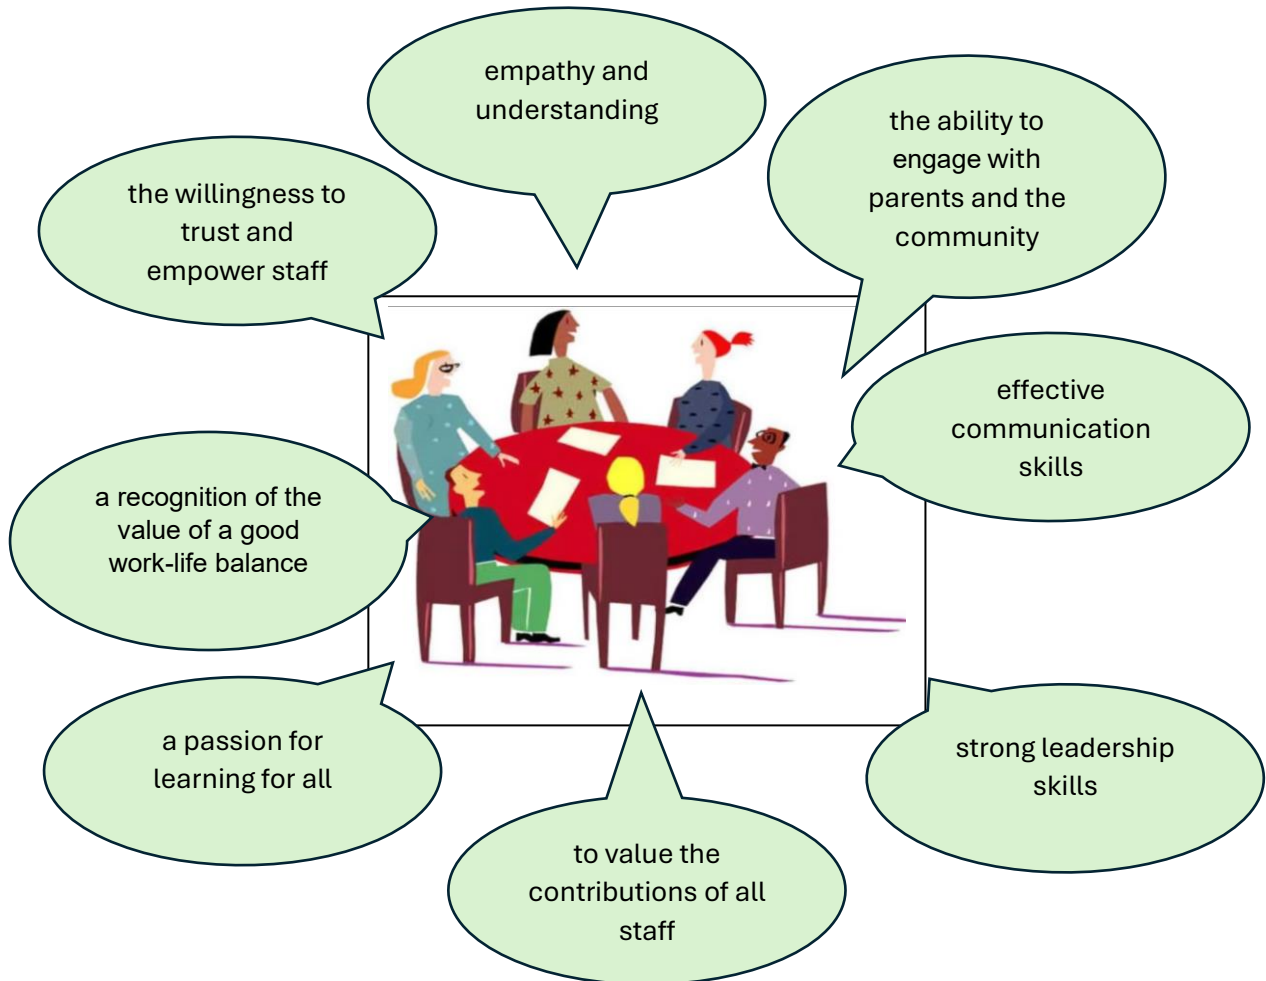 empathy and
understanding
the ability to
engage with
parents and the
community
the willingness to
trust and
empower staff
effective
communication
skills
a recognition of the
value of a good
work-life balance
a passion for
learning for all
strong leadership
skills
to value the
contributions of all
staff